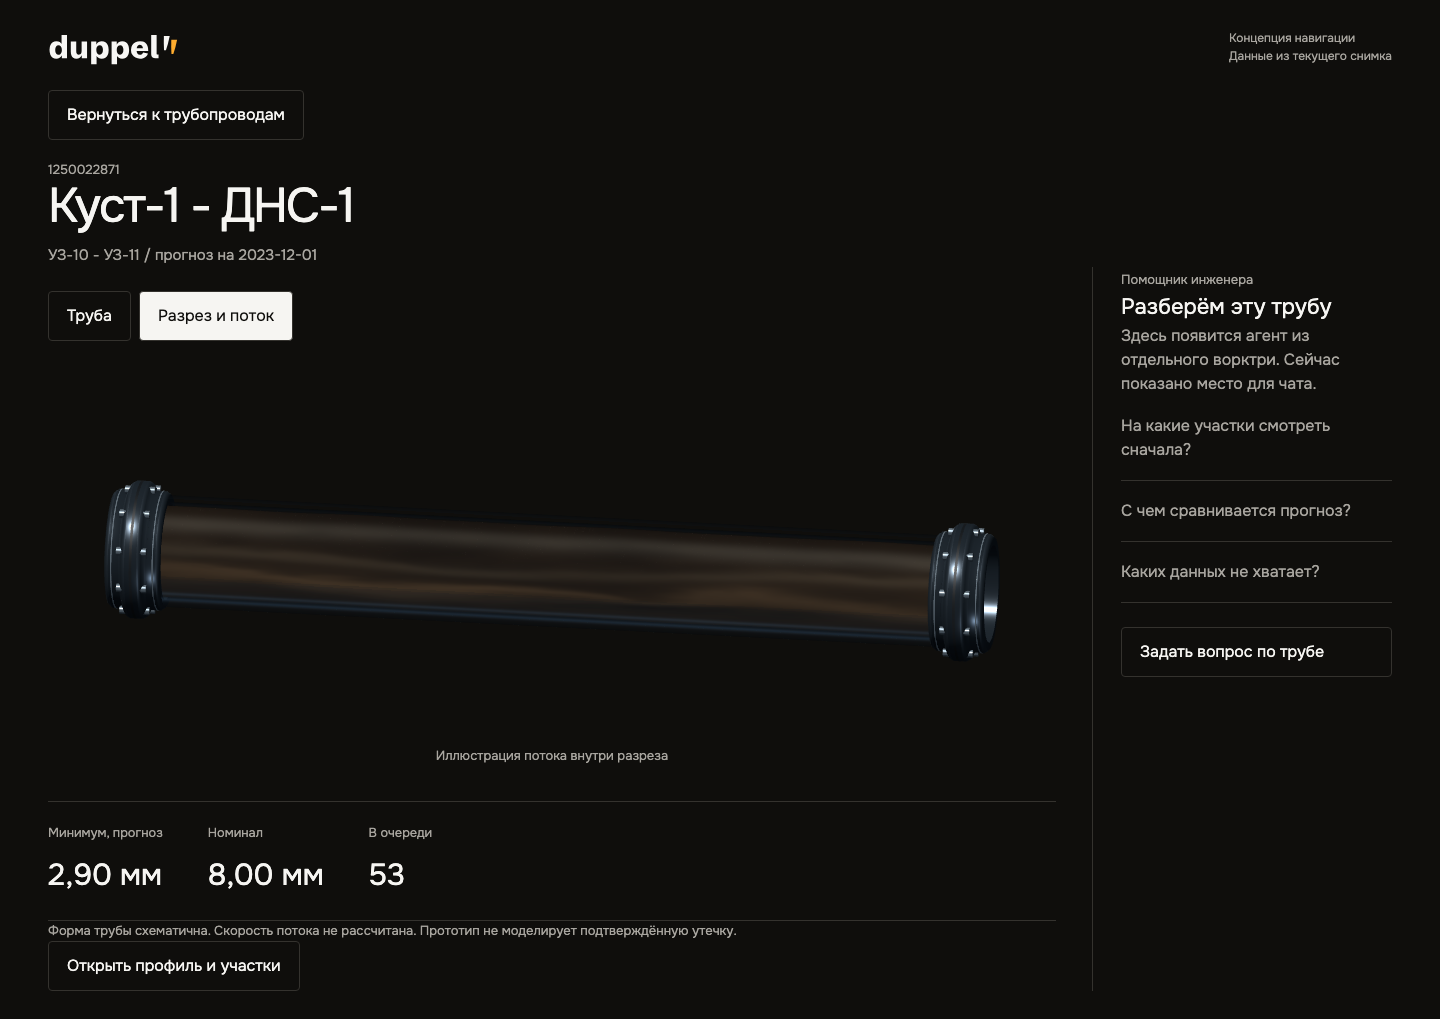 duppel
Концепция навигации
Данные из текущего снимка
Вернуться к трубопроводам
1250022871
Куст-1 - ДНС-1
УЗ-10 - УЗ-11 / прогноз на 2023-12-01
Труба
Разрез и поток
Иллюстрация потока внутри разреза
Минимум, прогноз
Номинал
В очереди
2,90 мм
8,00 мм
53
Форма трубы схематична. Скорость потока не рассчитана. Прототип не моделирует подтверждённую утечку.
Открыть профиль и участки
Помощник инженера
Разберём эту трубу
Здесь появится агент из
отдельного ворктри. Сейчас
показано место для чата.
На какие участки смотреть
сначала?
С чем сравнивается прогноз?
Каких данных не хватает?
Задать вопрос по трубе